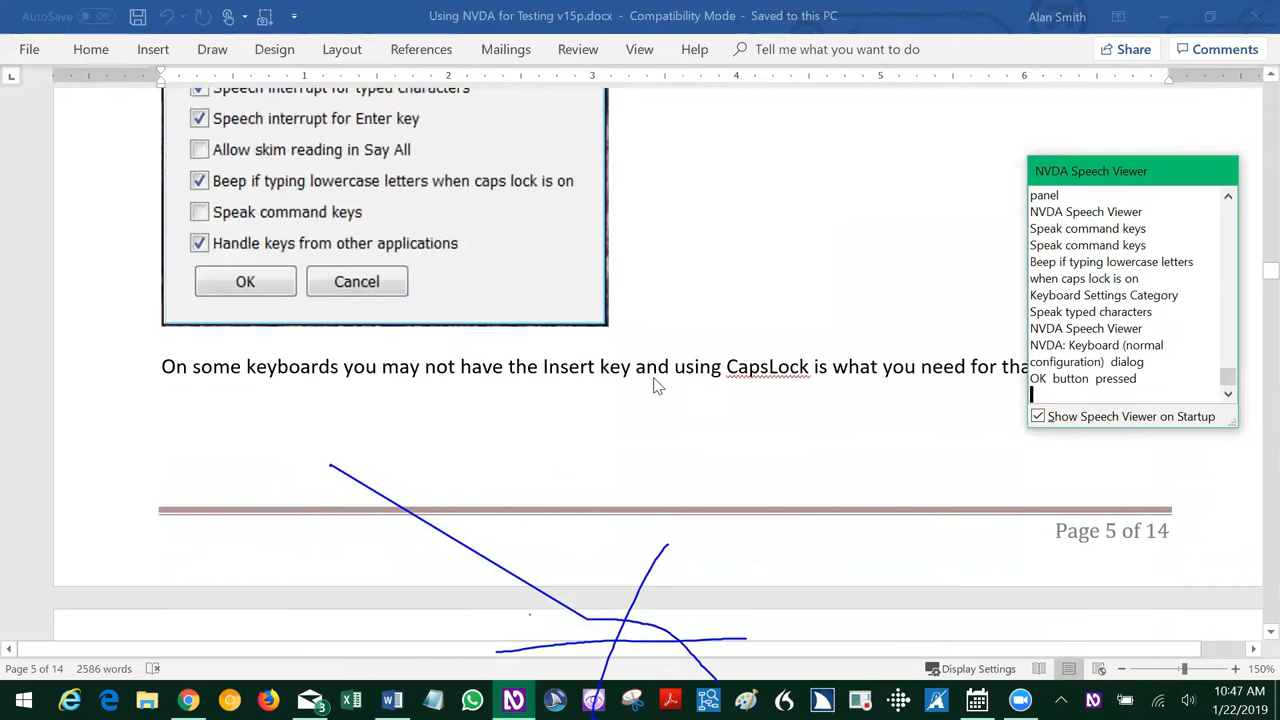 AutoSave Off
Using NVDA for Testing v15p.docx - Compatibility Mode - Saved to this PC
Alan Smith
File Home Insert Draw Design Layout References Mailings Review View Help Tell me what you want to do Share Comments
1 2 3 4 5 6
Speech interrupt for typed characters
Speech interrupt for Enter key
Allow skim reading in Say All
Beep if typing lowercase letters when caps lock is on
Speak command keys
Handle keys from other applications
OK Cancel
On some keyboards you may not have the Insert key and using CapsLock is what you need for tha
Page 5 of 14
NVDA Speech Viewer
panel
NVDA Speech Viewer
Speak command keys
Speak command keys
Beep if typing lowercase letters
when caps lock is on
Keyboard Settings Category
Speak typed characters
NVDA Speech Viewer
NVDA: Keyboard (normal
configuration) dialog
OK button pressed
Show Speech Viewer on Startup
Page 5 of 14 2586 words Display Settings 150%
3
10:47 AM
1/22/2019